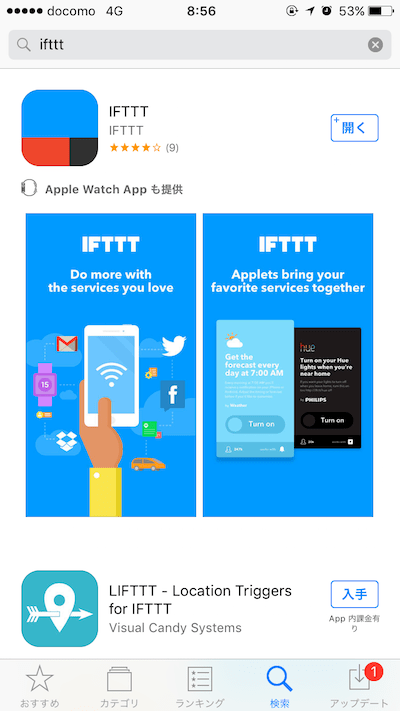 docomo 4G 8:56 53%
ifttt
IFTTT
IFTTT
(9)
開く
Apple Watch App も提供
IFTTT
Do more with
the services you love
15
IFTTT
Applets bring your
favorite services together
Get the
forecast every
day at 7:00 AM
Turn on
hue
Turn on your Hue
lights when you're
near home
by PHILIPS
Turn on
LIFTTT - Location Triggers
for IFTTT
Visual Candy Systems
入手
App 内課金有
り
1
おすすめ
カテゴリ
ランキング
検索
アップデート